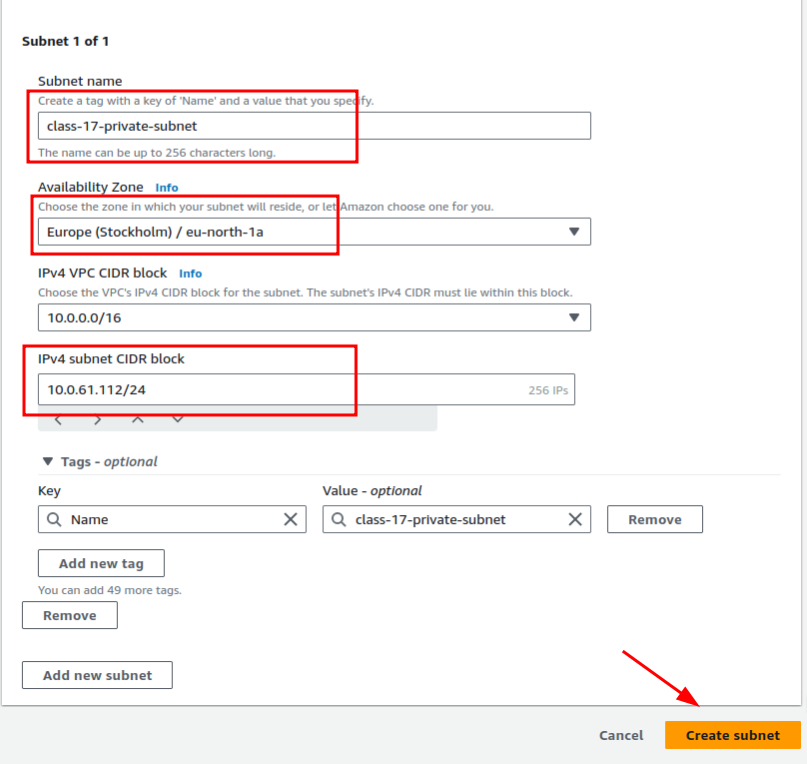 Subnet 1 of 1
Subnet name
Create a tag with a key of 'Name' and a value that you specify.
class-17-private-subnet
The name can be up to 256 characters long.
Availability Zone Info
Choose the zone in which your subnet will reside, or let Amazon choose one for you.
Europe (Stockholm) / eu-north-1a
IPv4 VPC CIDR block Info
Choose the VPC's IPv4 CIDR block for the subnet. The subnet's IPv4 CIDR must lie within this block.
10.0.0.0/16
IPv4 subnet CIDR block
10.0.61.112/24 256 IPs
Tags - optional
Key Value - optional
Name class-17-private-subnet Remove
Add new tag
You can add 49 more tags.
Remove
Add new subnet
Cancel Create subnet